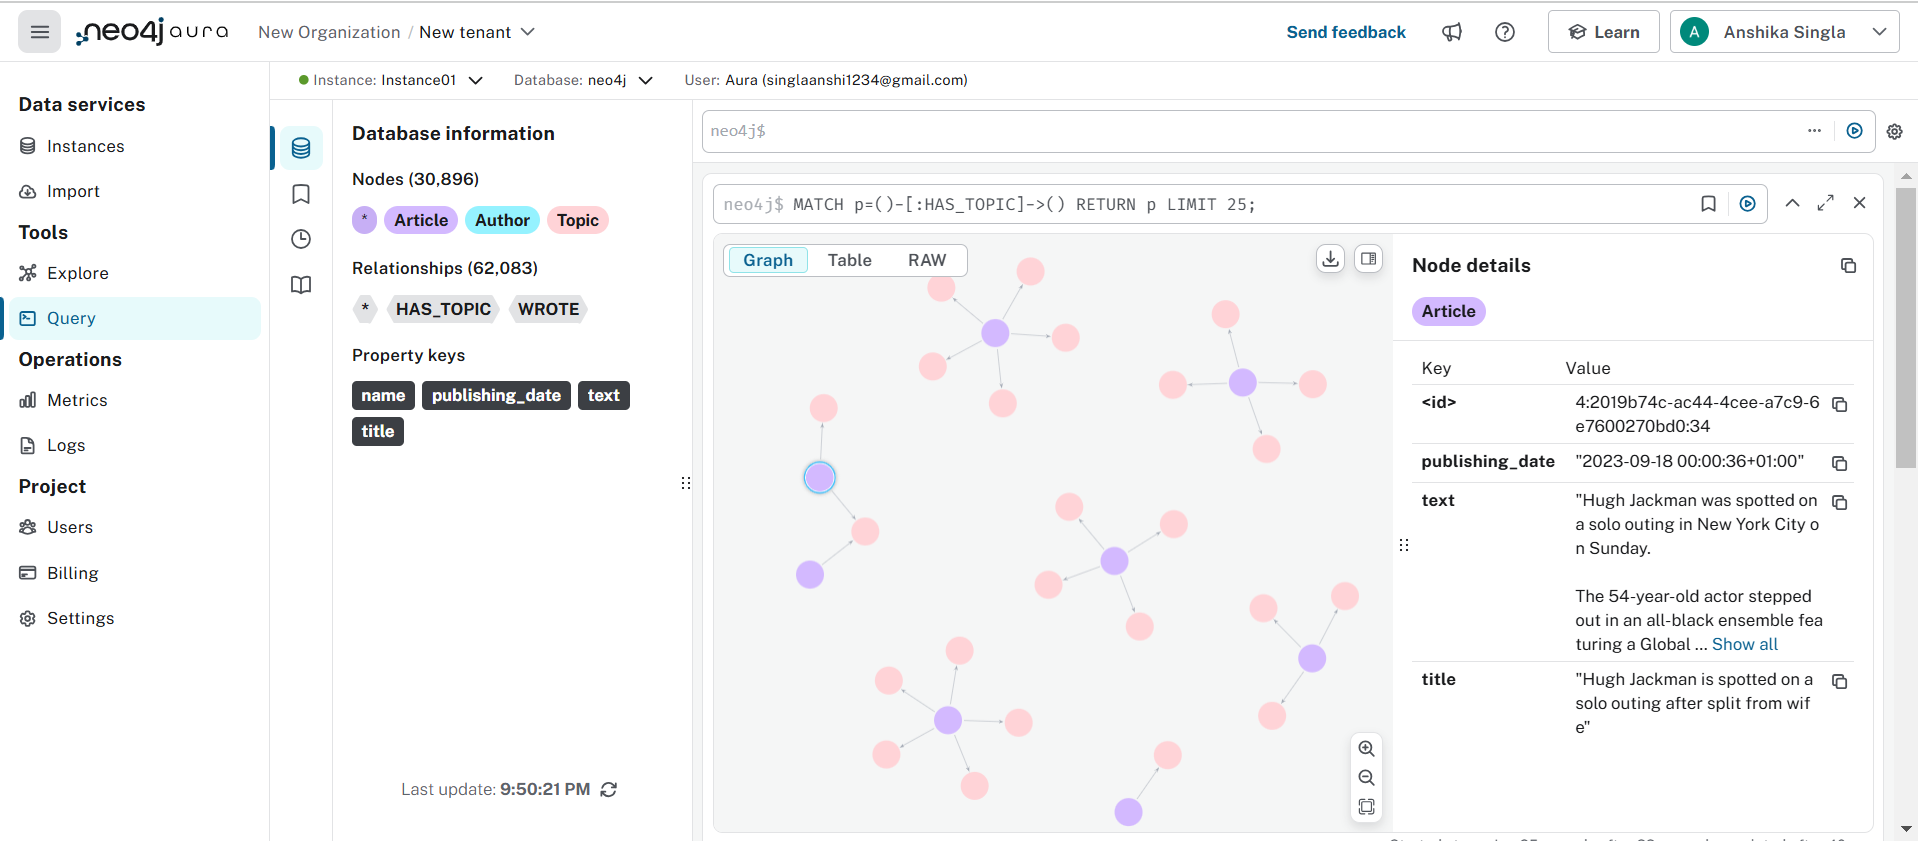 neo4j aura
New Organization / New tenant
Send feedback
Learn
A
Anshika Singla
Data services
Instances
Import
Tools
Explore
Query
Operations
Metrics
Logs
Project
Users
Billing
Settings
Instance: Instance01
Database: neo4j
User: Aura (singlaanshi1234@gmail.com)
Database information
Nodes (30,896)
* Article Author Topic
Relationships (62,083)
* HAS_TOPIC WROTE
Property keys
name publishing_date text
title
Last update: 9:50:21 PM
neo4j$
neo4j$ MATCH p=()-[:HAS_TOPIC]->() RETURN p LIMIT 25;
Graph Table RAW
Node details
Article
Key Value
<id> 4:2019b74c-ac44-4cee-a7c9-6
e7600270bd0:34
publishing_date "2023-09-18 00:00:36+01:00"
text "Hugh Jackman was spotted on
a solo outing in New York City o
n Sunday.
The 54-year-old actor stepped
out in an all-black ensemble fea
turing a Global ... Show all
title "Hugh Jackman is spotted on a
solo outing after split from wif
e"